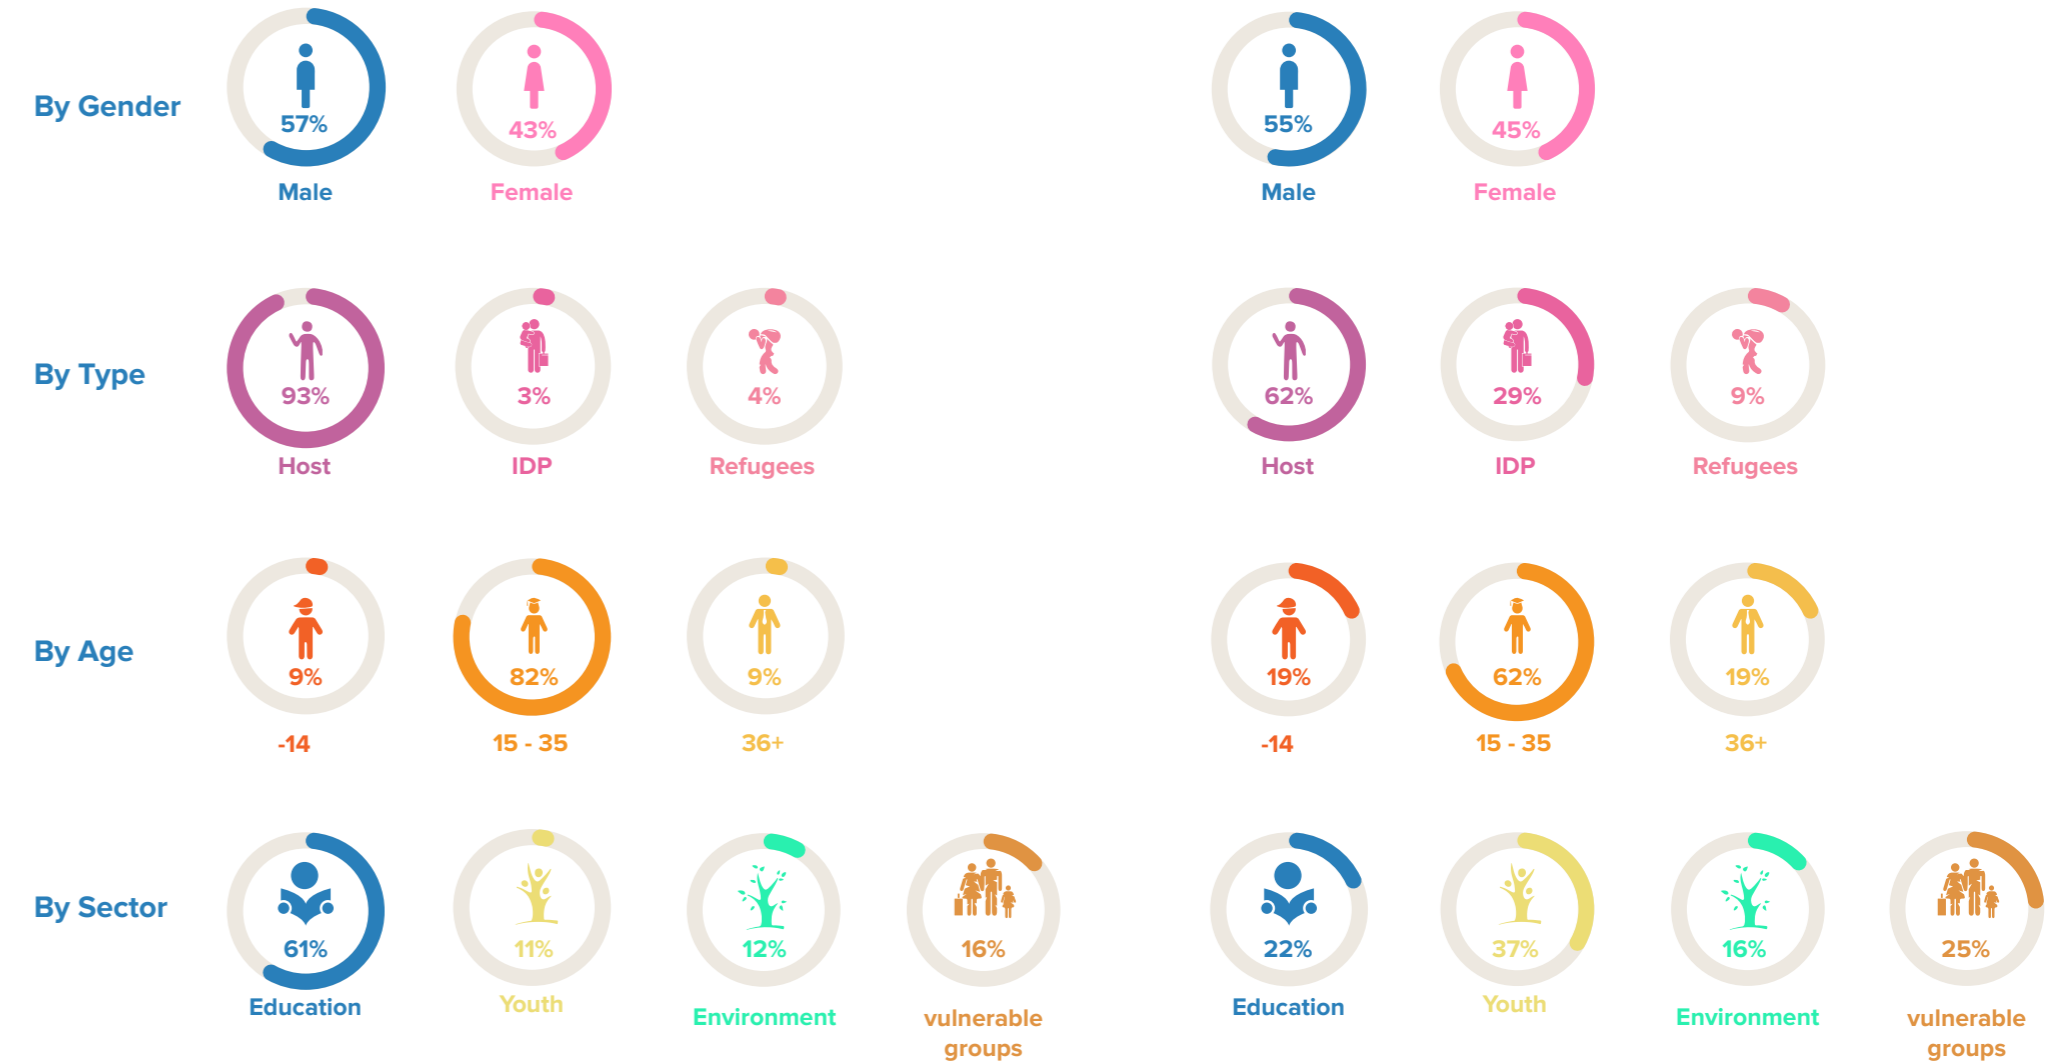 By Gender
57%
Male
43%
Female
55%
Male
45%
Female
By Type
93%
Host
3%
IDP
4%
Refugees
62%
Host
29%
IDP
9%
Refugees
By Age
9%
-14
82%
15 - 35
9%
36+
19%
-14
62%
15 - 35
19%
36+
By Sector
61%
Education
11%
Youth
12%
Environment
16%
vulnerable
groups
22%
Education
37%
Youth
16%
Environment
25%
vulnerable
groups